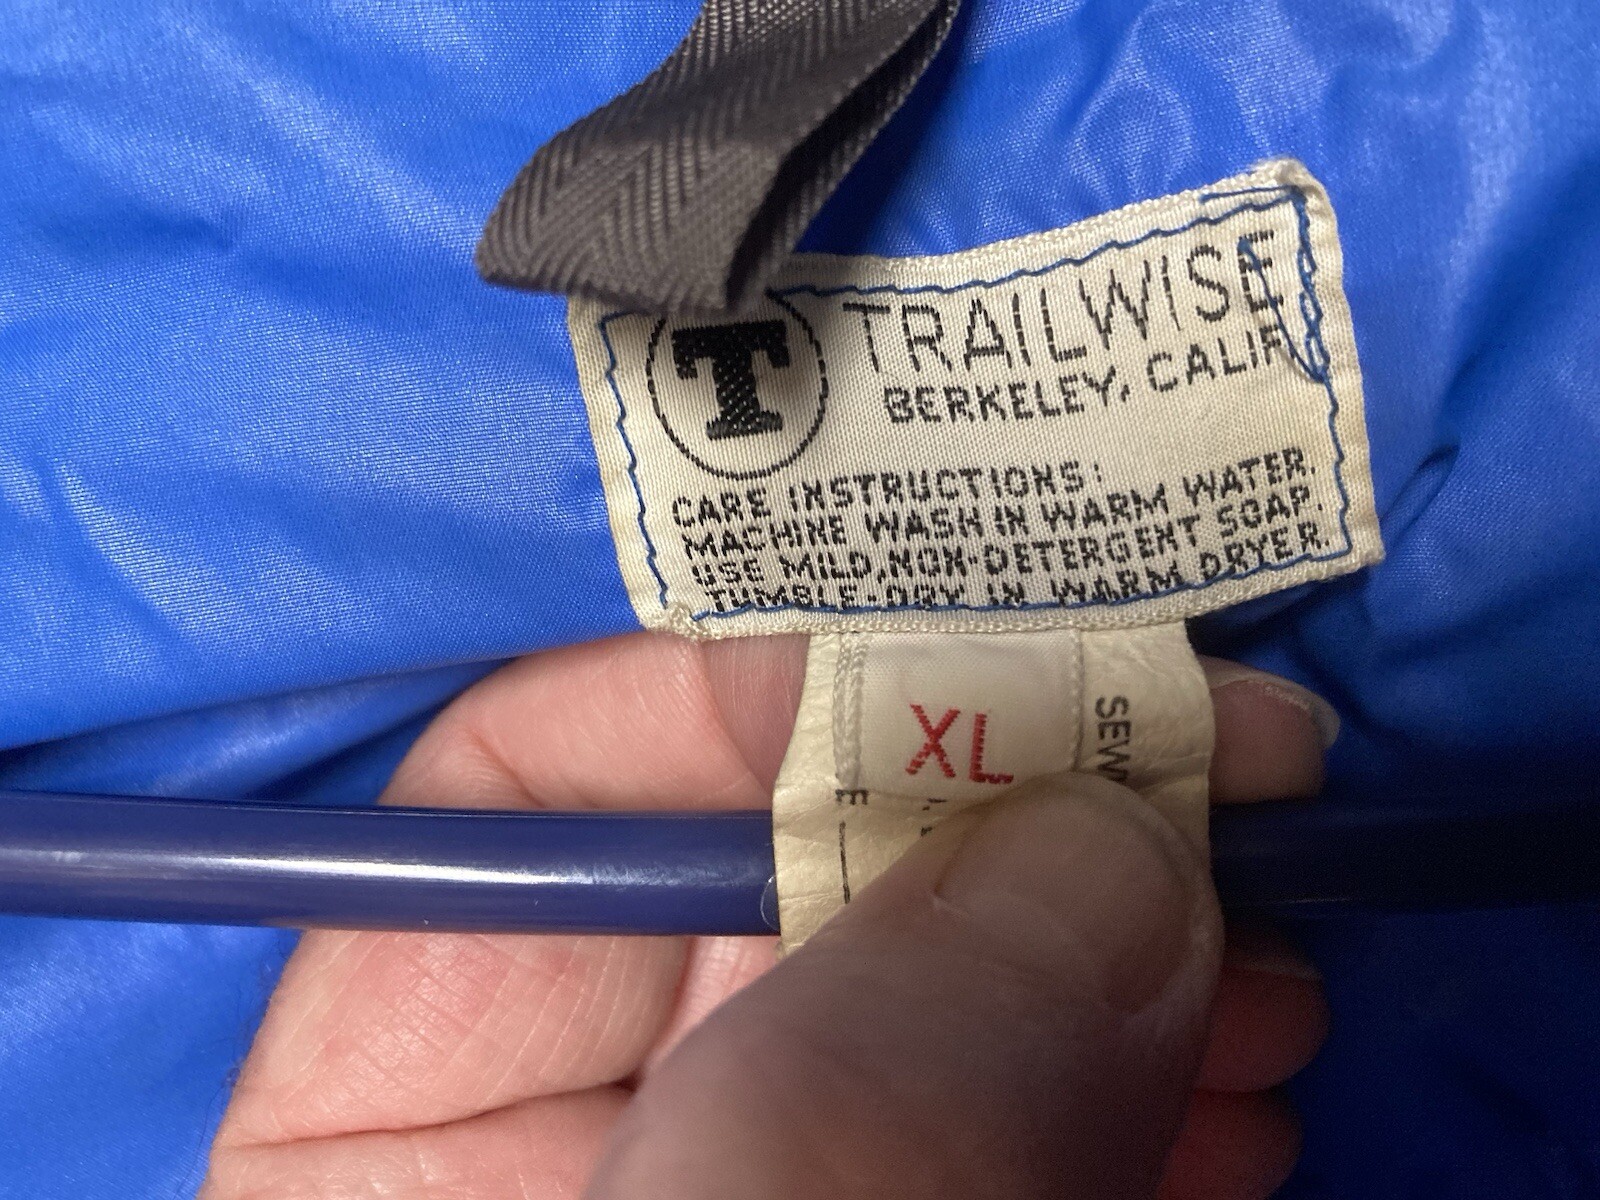 T
TRAILWISE
BERKELEY, CALIF
CARE INSTRUCTIONS:
MACHINE WASH IN WARM WATER.
USE MILD, NON-DETERGENT SOAP.
TUMBLE-DRY IN WARM DRYER.
XL
SEW
E